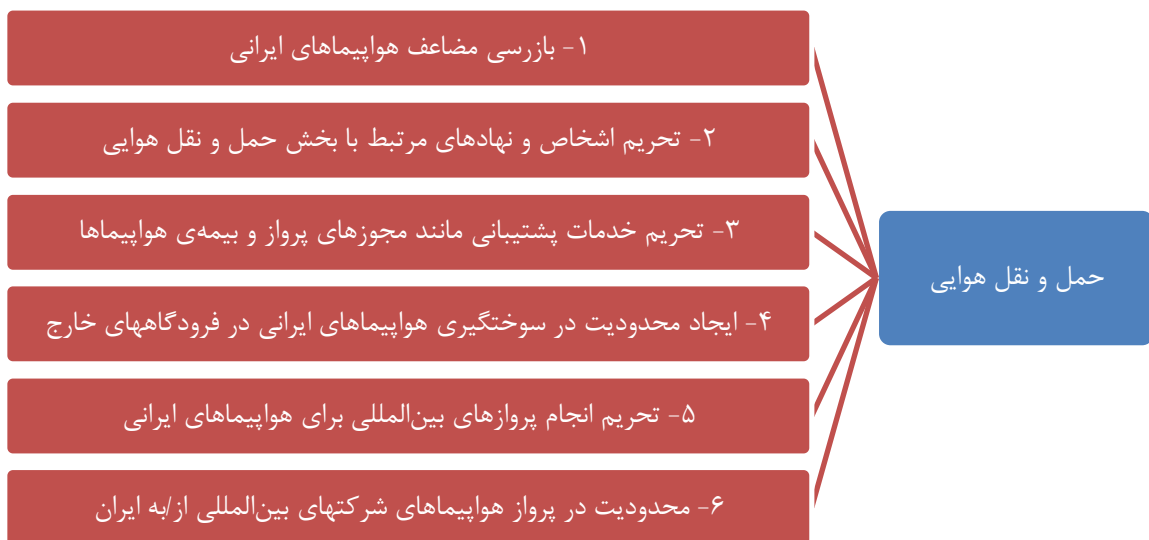 حمل و نقل هوایی
۱- بازرسی مضاعف هواپیماهای ایرانی
۲- تحریم اشخاص و نهادهای مرتبط با بخش حمل و نقل هوایی
۳- تحریم خدمات پشتیبانی مانند مجوزهای پرواز و بیمه‌ی هواپیماها
۴- ایجاد محدودیت در سوختگیری هواپیماهای ایرانی در فرودگاههای خارج
۵- تحریم انجام پروازهای بین‌المللی برای هواپیماهای ایرانی
۶- محدودیت در پرواز هواپیماهای شرکتهای بین‌المللی از/به ایران